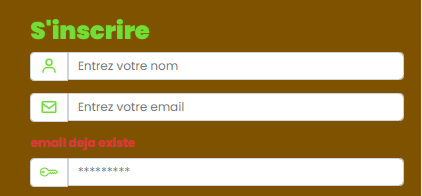 S'inscrire
Entrez votre nom
Entrez votre email
email deja existe
*********